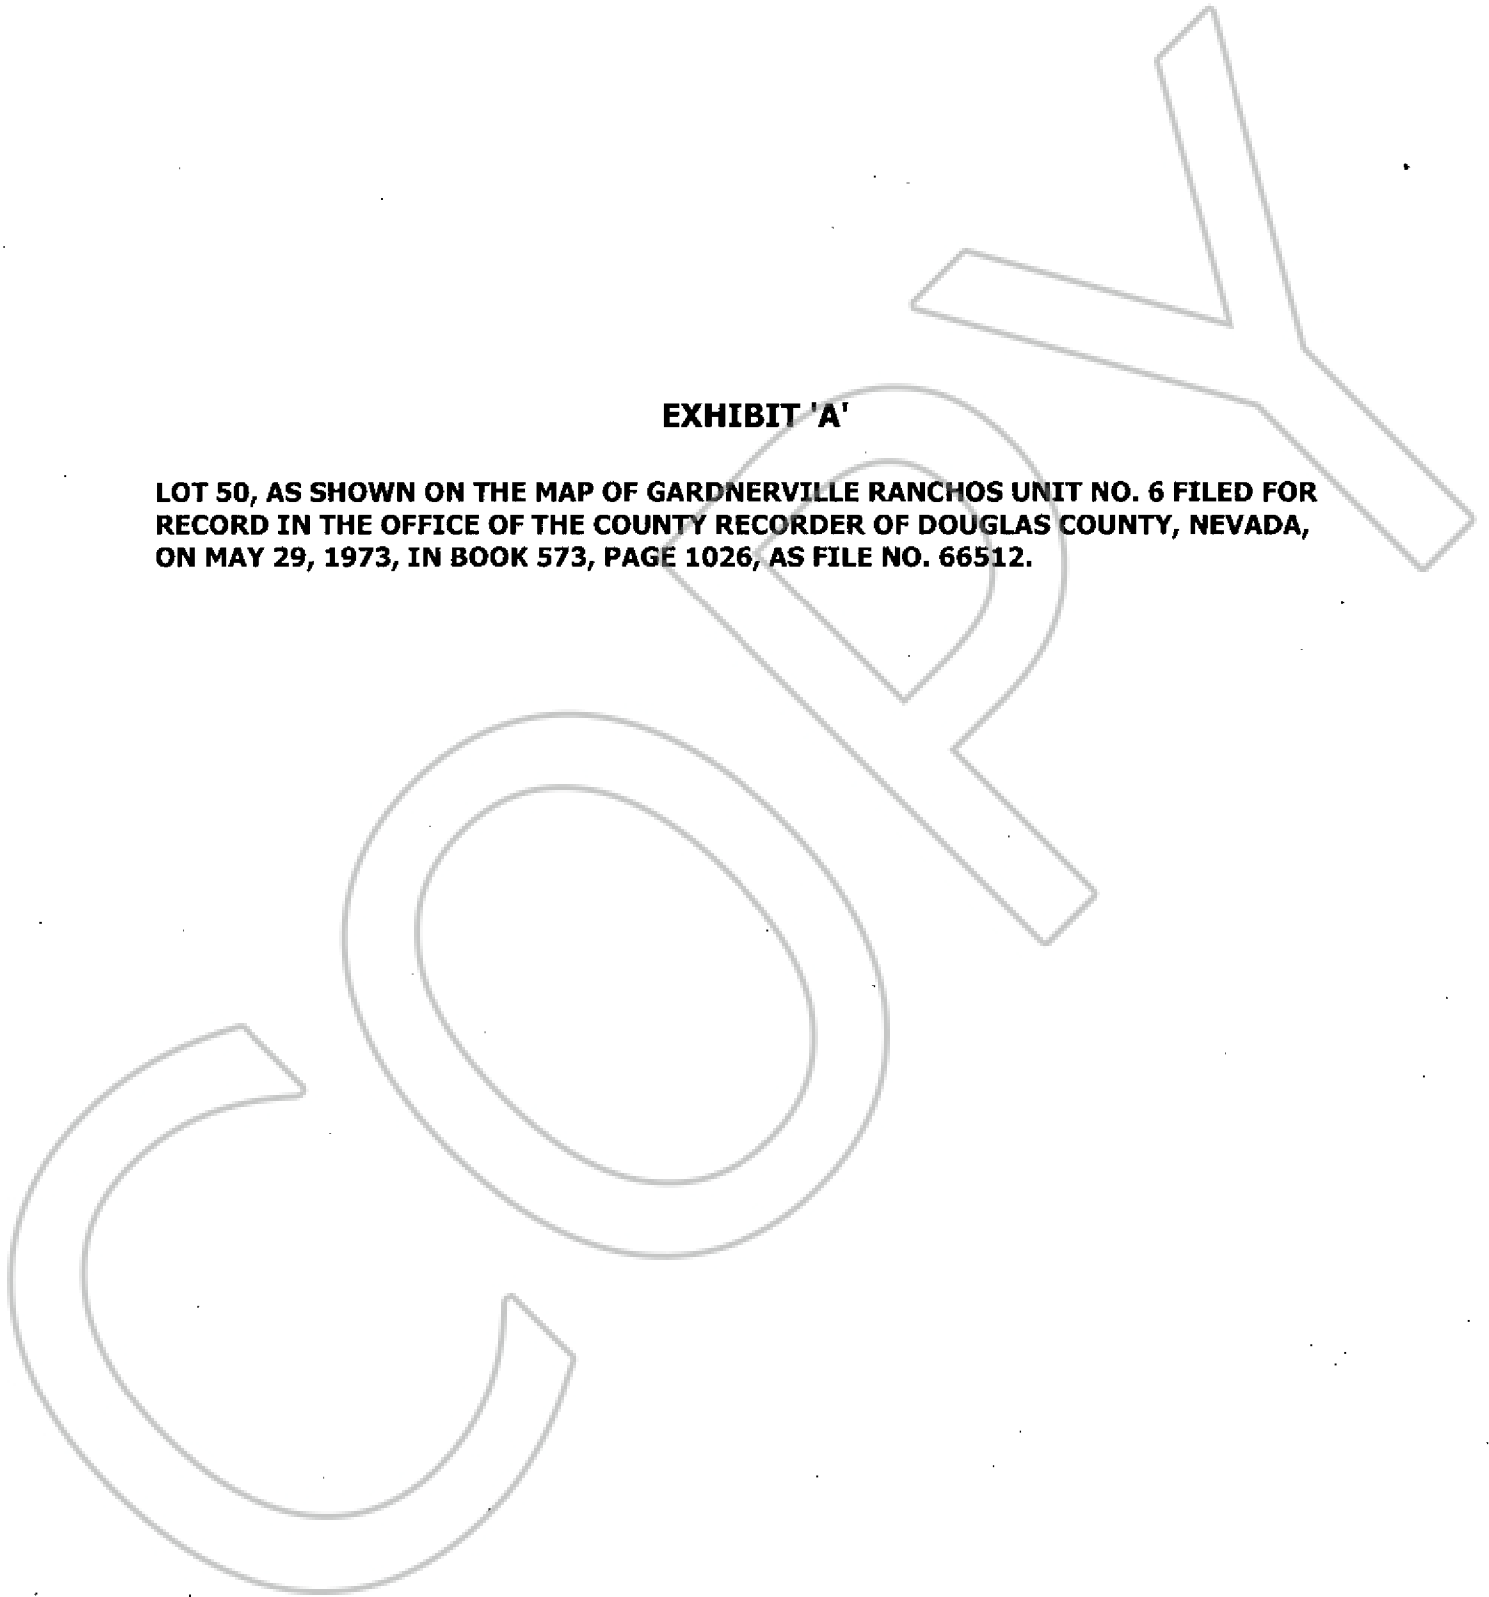 EXHIBIT 'A'
LOT 50, AS SHOWN ON THE MAP OF GARDNERVILLE RANCHOS UNIT NO. 6 FILED FOR
RECORD IN THE OFFICE OF THE COUNTY RECORDER OF DOUGLAS COUNTY, NEVADA,
ON MAY 29, 1973, IN BOOK 573, PAGE 1026, AS FILE NO. 66512.
COPY